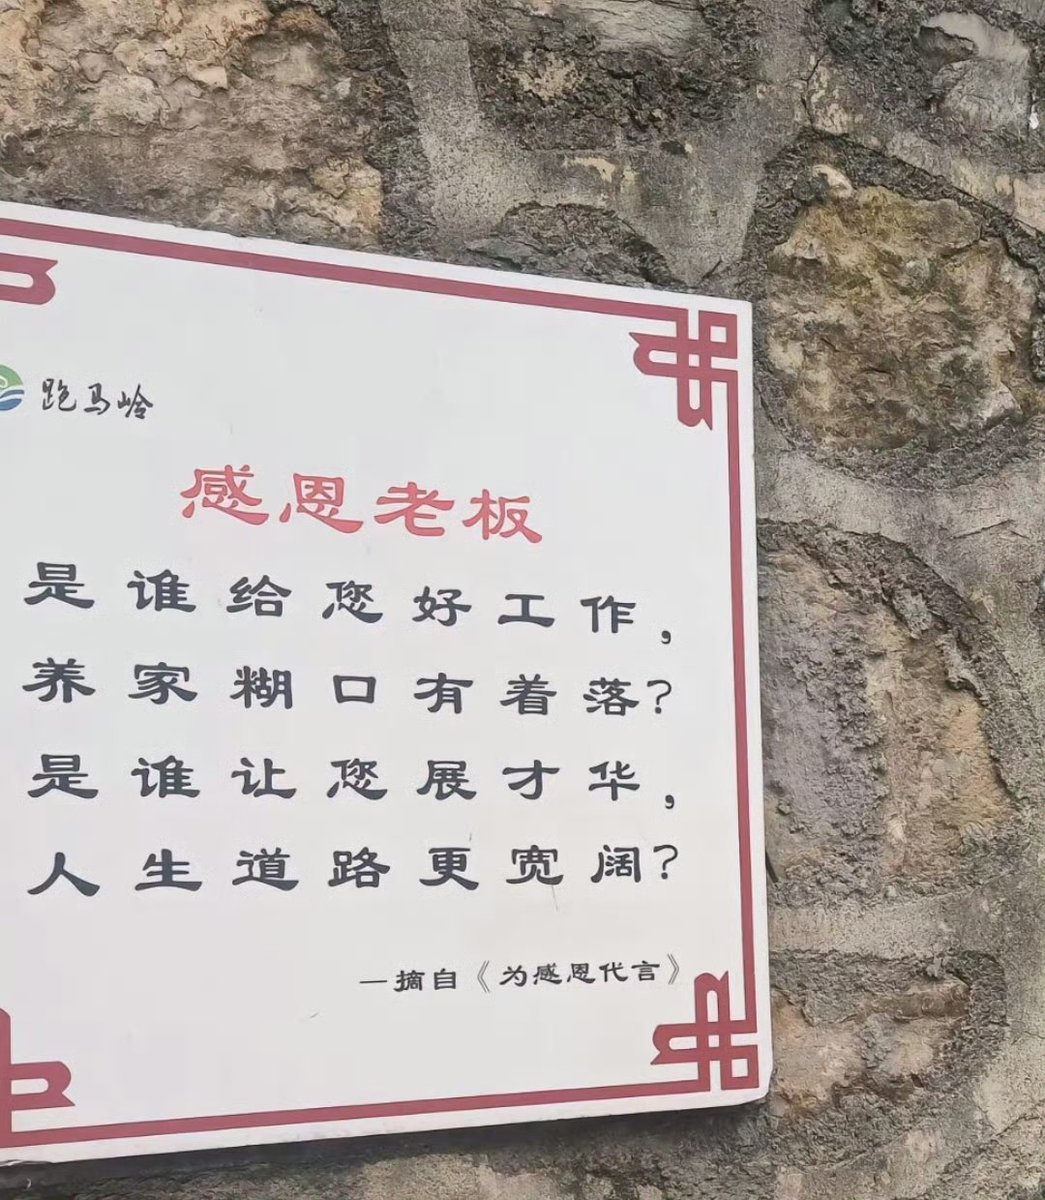 跑马岭
感恩老板
是谁给您好工作，
养家糊口有着落？
是谁让您展才华，
人生道路更宽阔？
—摘自《为感恩代言》